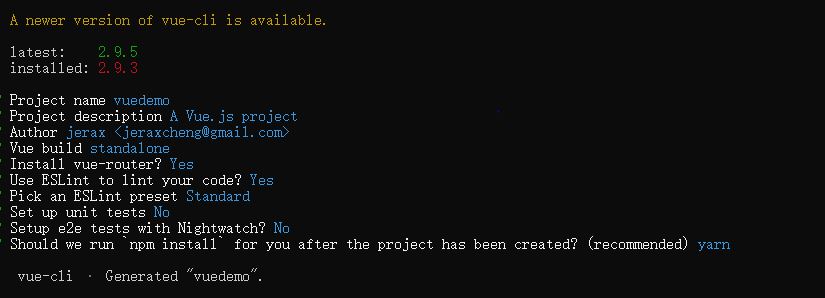 A newer version of vue-cli is available.
latest: 2.9.5
installed: 2.9.3
Project name vuedemo
Project description A Vue.js project
Author jerax <jeraxcheng@gmail.com>
Vue build standalone
Install vue-router? Yes
Use ESLint to lint your code? Yes
Pick an ESLint preset Standard
Set up unit tests No
Setup e2e tests with Nightwatch? No
Should we run `npm install` for you after the project has been created? (recommended) yarn
vue-cli · Generated "vuedemo".